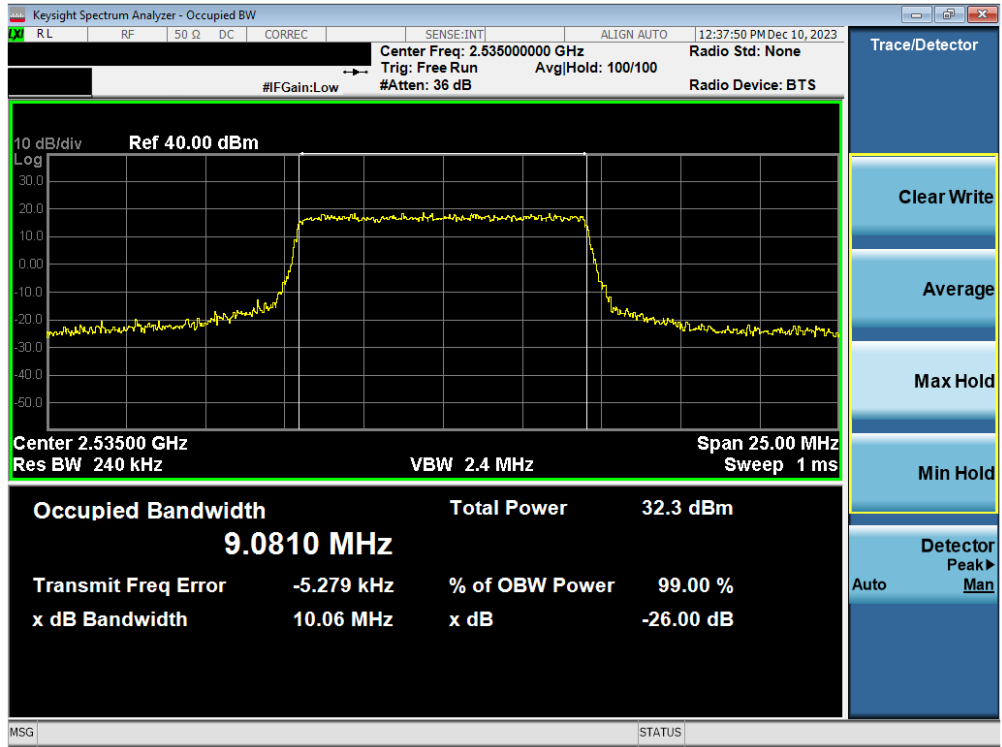 Keysight Spectrum Analyzer - Occupied BW
LXI RL RF 50 Ω DC CORREC SENSE:INT ALIGN AUTO 12:37:50 PM Dec 10, 2023
Center Freq: 2.535000000 GHz Radio Std: None
Trig: Free Run Avg|Hold: 100/100
#IFGain:Low #Atten: 36 dB Radio Device: BTS
10 dB/div Ref 40.00 dBm
Log
30.0
20.0
10.0
0.00
-10.0
-20.0
-30.0
-40.0
-50.0
Center 2.53500 GHz Span 25.00 MHz
Res BW 240 kHz VBW 2.4 MHz Sweep 1 ms
Occupied Bandwidth Total Power 32.3 dBm
9.0810 MHz
Transmit Freq Error -5.279 kHz % of OBW Power 99.00 %
x dB Bandwidth 10.06 MHz x dB -26.00 dB
MSG STATUS
Trace/Detector
Clear Write
Average
Max Hold
Min Hold
Detector
Peak▶
Auto Man